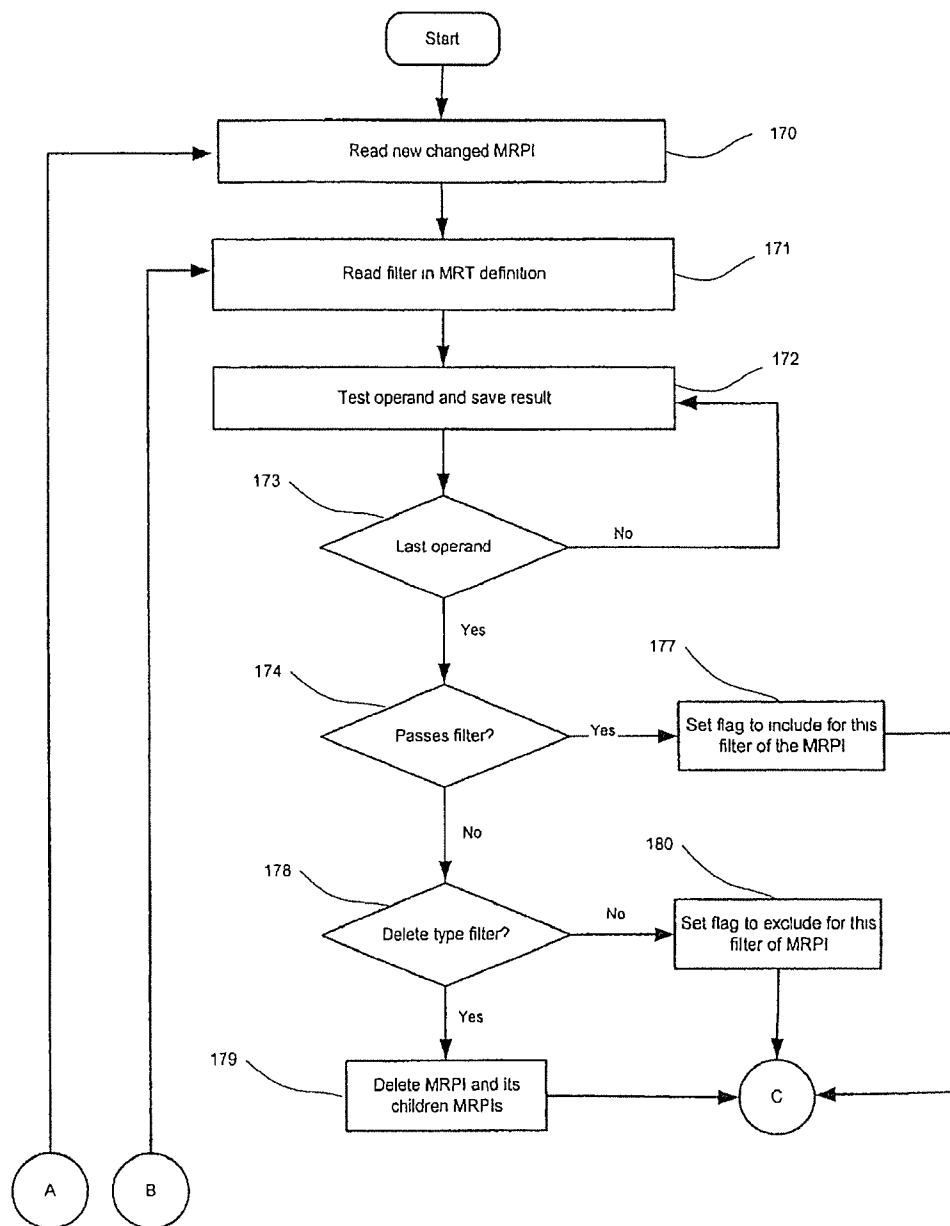 Start
Read new changed MRPI
170
Read filter in MRT definition
171
Test operand and save result
172
173
Last operand
No
Yes
174
Passes filter?
Yes
177
Set flag to include for this
filter of the MRPI
No
178
Delete type filter?
No
180
Set flag to exclude for this
filter of MRPI
Yes
179
Delete MRPI and its
children MRPIs
C
A
B